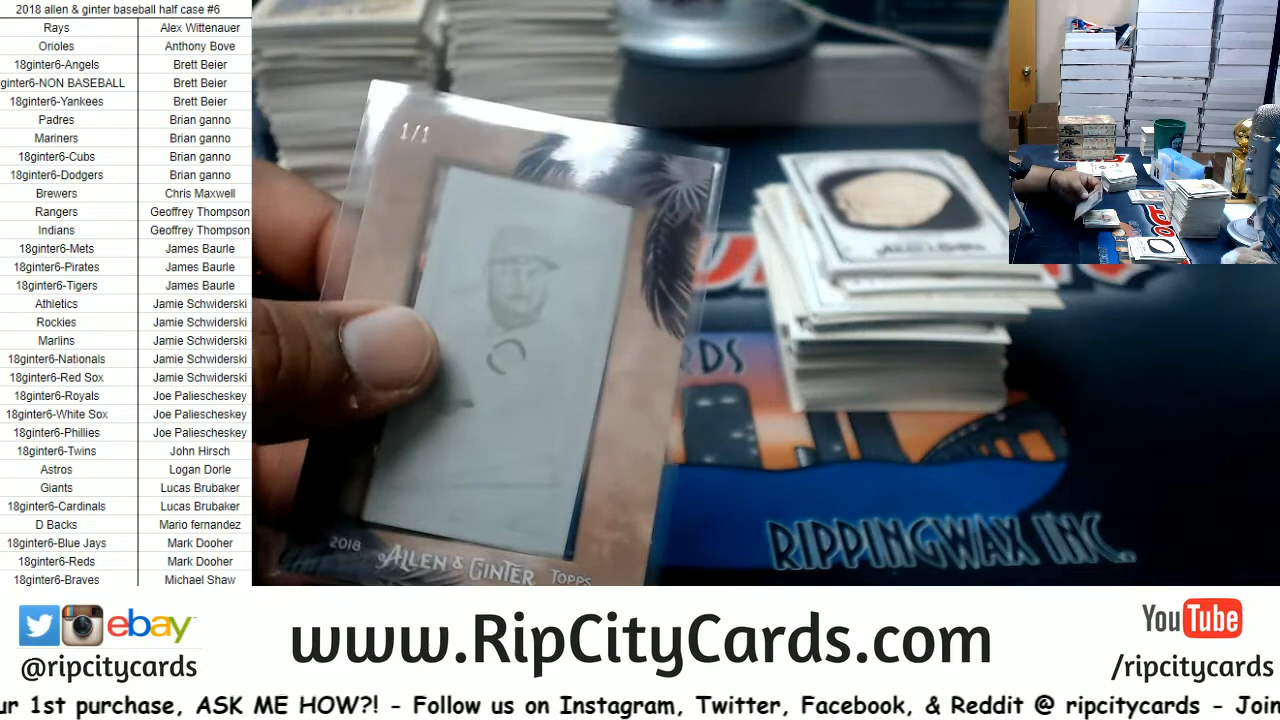 2018 allen & ginter baseball half case #6
Rays Alex Wittenauer
Orioles Anthony Bove
18ginter6-Angels Brett Beier
ginter6-NON BASEBALL Brett Beier
18ginter6-Yankees Brett Beier
Padres Brian ganno
Mariners Brian ganno
18ginter6-Cubs Brian ganno
18ginter6-Dodgers Brian ganno
Brewers Chris Maxwell
Rangers Geoffrey Thompson
Indians Geoffrey Thompson
18ginter6-Mets James Baurle
18ginter6-Pirates James Baurle
18ginter6-Tigers James Baurle
Athletics Jamie Schwiderski
Rockies Jamie Schwiderski
Marlins Jamie Schwiderski
18ginter6-Nationals Jamie Schwiderski
18ginter6-Red Sox Jamie Schwiderski
18ginter6-Royals Joe Paliescheskey
18ginter6-White Sox Joe Paliescheskey
18ginter6-Phillies Joe Paliescheskey
18ginter6-Twins John Hirsch
Astros Logan Dorle
Giants Lucas Brubaker
18ginter6-Cardinals Lucas Brubaker
D Backs Mario fernandez
18ginter6-Blue Jays Mark Dooher
18ginter6-Reds Mark Dooher
18ginter6-Braves Michael Shaw
1/1
2018 ALLEN & GINTER TOPPS
RDS
RIPPINGWAX INC.
ebay
@ripcitycards
www.RipCityCards.com
YouTube
/ripcitycards
ur 1st purchase, ASK ME HOW?! - Follow us on Instagram, Twitter, Facebook, & Reddit @ ripcitycards - Join